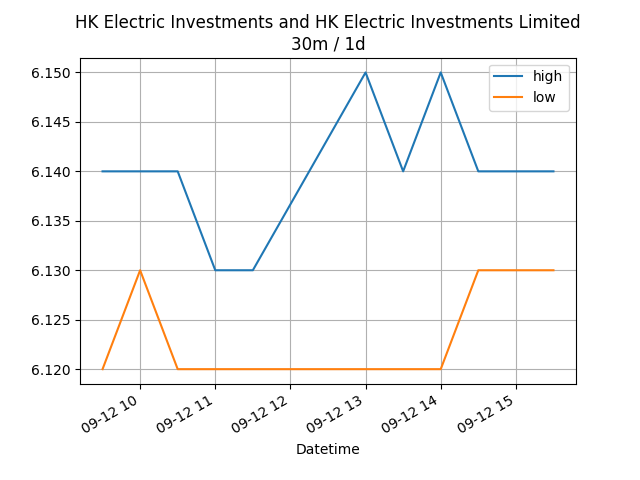 HK Electric Investments and HK Electric Investments Limited
30m / 1d
high
low
6.150
6.145
6.140
6.135
6.130
6.125
6.120
09-12 10
09-12 11
09-12 12
09-12 13
09-12 14
09-12 15
Datetime